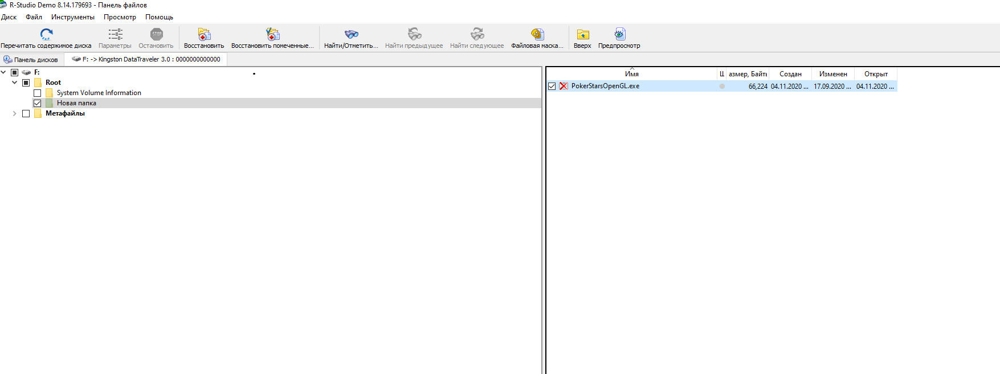 R-Studio Demo 8.14.179693 - Панель файлов
Диск Файл Инструменты Просмотр Помощь
Перечитать содержимое диска Параметры Остановить Восстановить Восстановить помеченные... Найти/Отметить... Найти предыдущее Найти следующее Файловая маска... Вверх Предпросмотр
Панель дисков F: -> Kingston DataTraveler 3.0 : 0000000000000
F:
Root
System Volume Information
Новая папка
Метафайлы
Имя Ц азмер, Байты Создан Изменен Открыт
PokerStarsOpenGL.exe 66,224 04.11.2020 ... 17.09.2020 ... 04.11.2020 ...